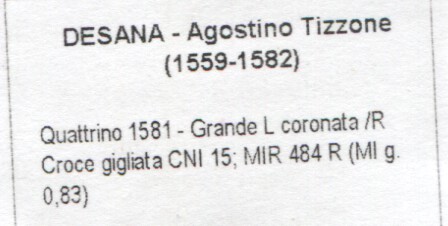 DESANA - Agostino Tizzone
(1559-1582)
Quattrino 1581 - Grande L coronata /R
Croce gigliata CNI 15; MIR 484 R (MI g.
0,83)